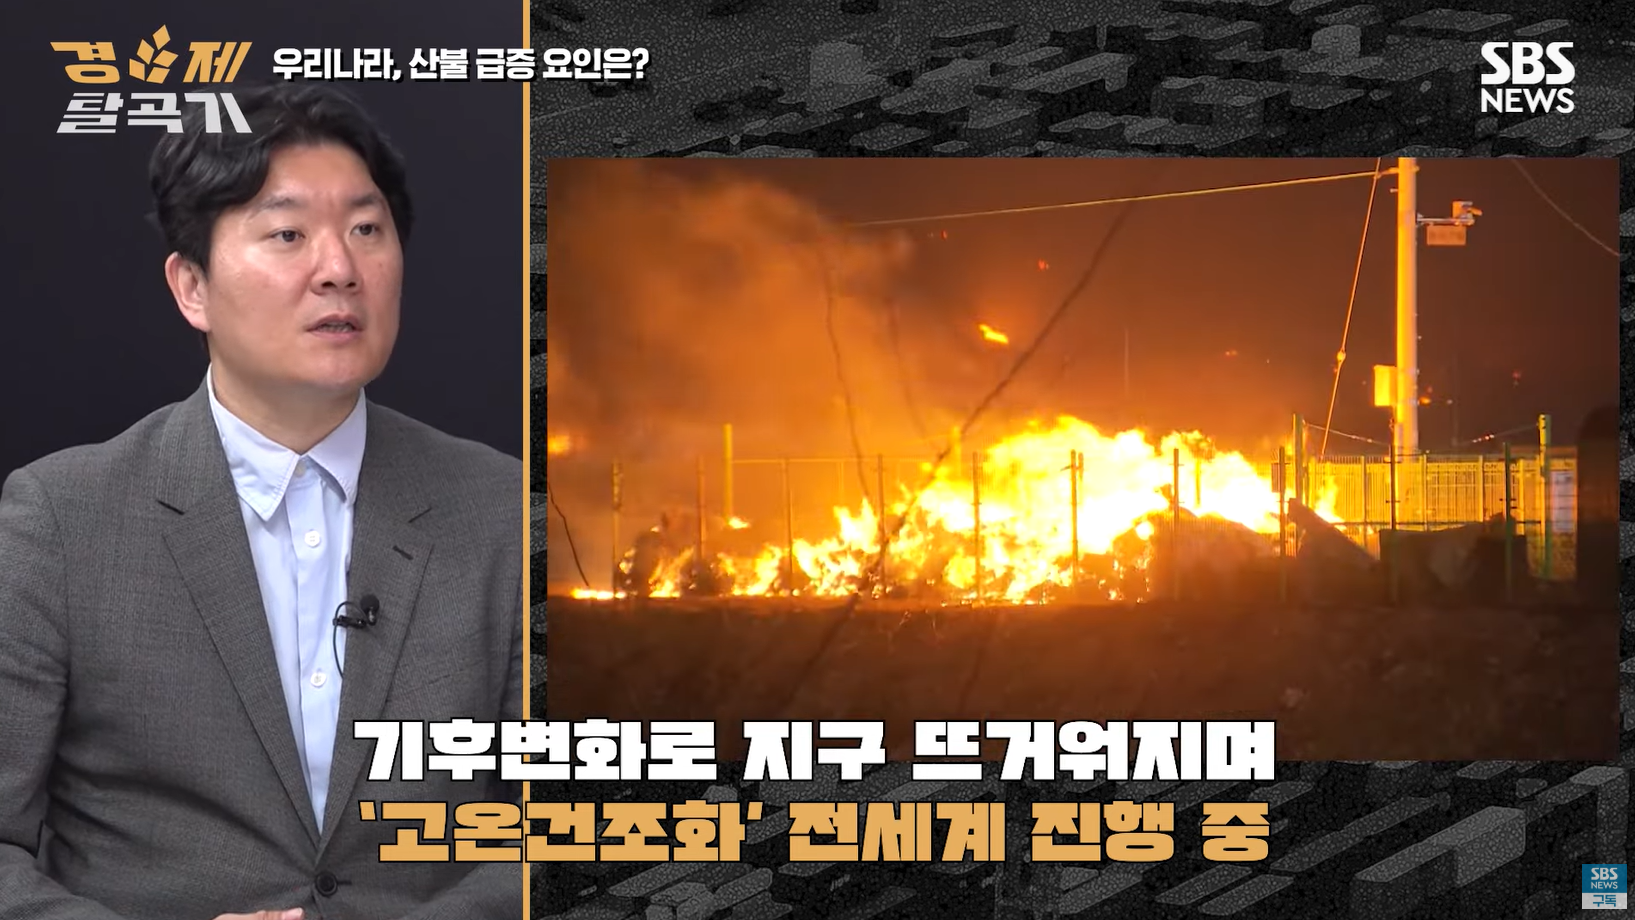 경제
탈곡기
우리나라, 산불 급증 요인은?
SBS
NEWS
기후변화로 지구 뜨거워지며
'고온건조화' 전세계 진행 중
SBS
NEWS
구독